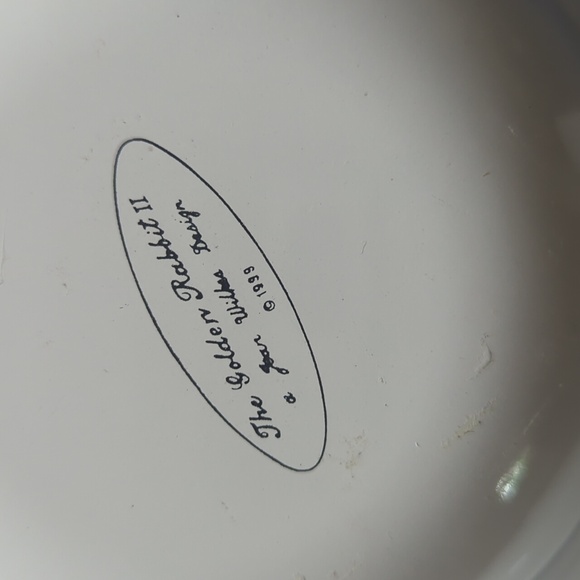 The Golden Rabbit II
a Jean Wilkes Design
© 1999